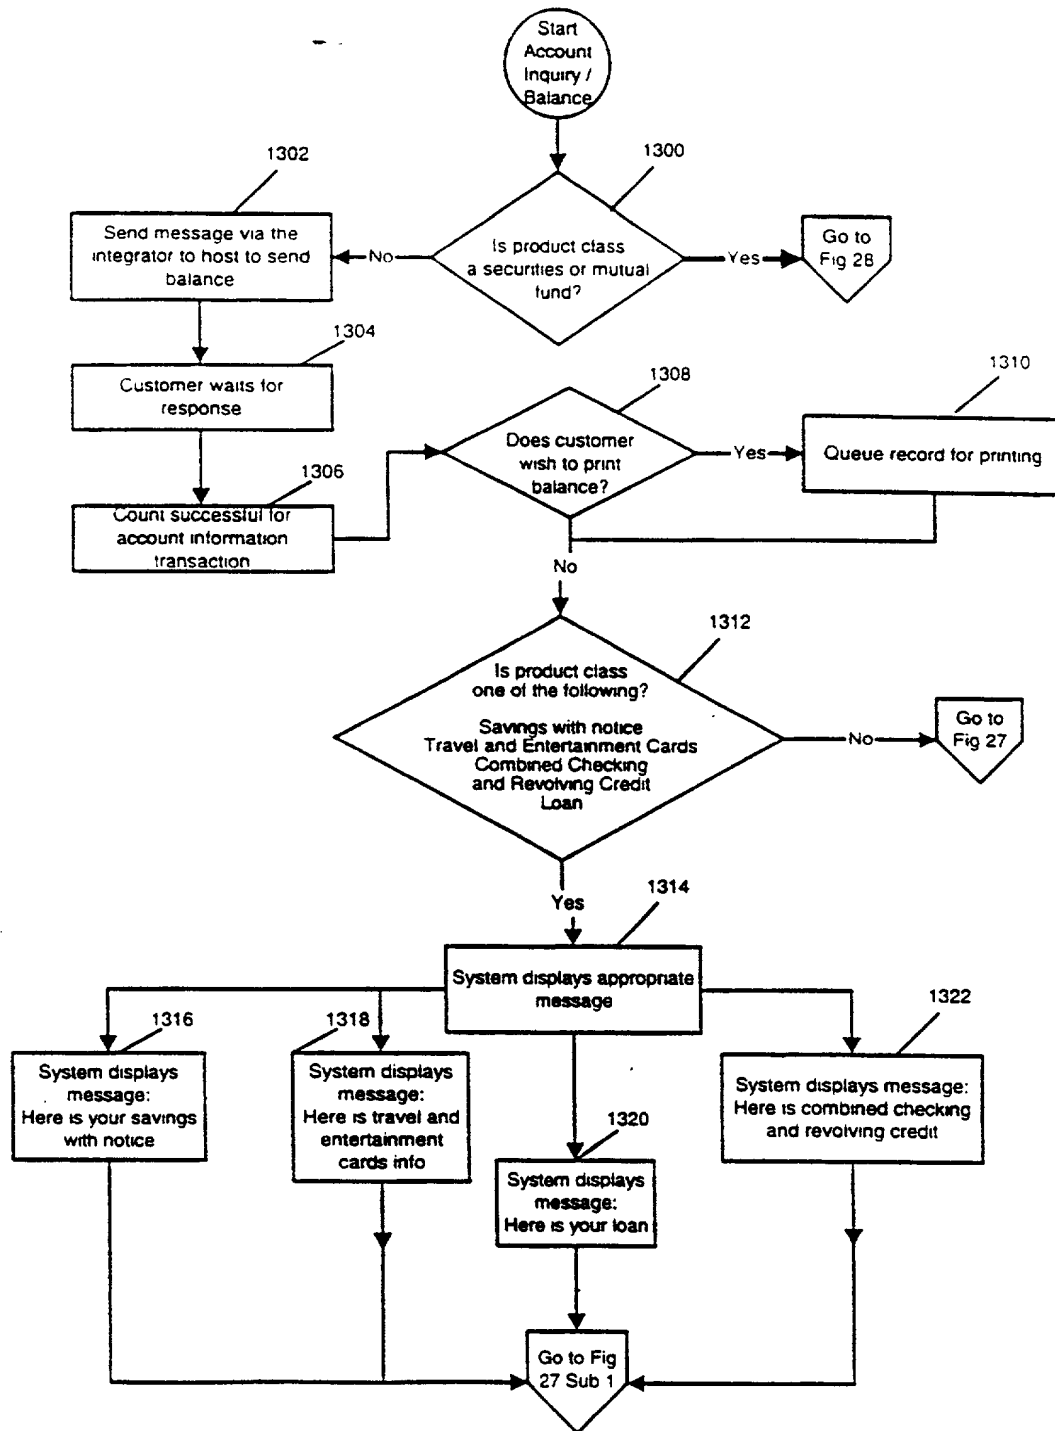 Start
Account
Inquiry /
Balance
1300
1302
Is product class
a securities or mutual
fund?
No
Yes
Go to
Fig 28
Send message via the
integrator to host to send
balance
1304
Customer waits for
response
1306
Count successful for
account information
transaction
1308
Does customer
wish to print
balance?
Yes
1310
Queue record for printing
No
1312
Is product class
one of the following?
Savings with notice
Travel and Entertainment Cards
Combined Checking
and Revolving Credit
Loan
No
Go to
Fig 27
Yes
1314
System displays appropriate
message
1316
System displays
message:
Here is your savings
with notice
1318
System displays
message:
Here is travel and
entertainment
cards info
1320
System displays
message:
Here is your loan
1322
System displays message:
Here is combined checking
and revolving credit
Go to Fig
27 Sub 1